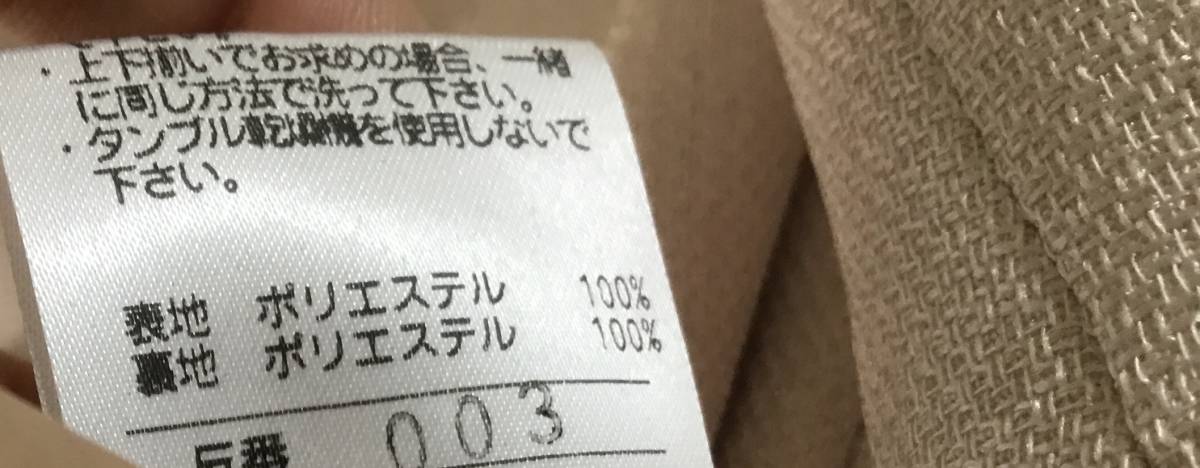 ・上下揃いでお求めの場合、一緒
に同じ方法で洗って下さい。
・タンブル乾燥機を使用しないで
下さい。
表地 ポリエステル 100%
裏地 ポリエステル 100%
反番 003